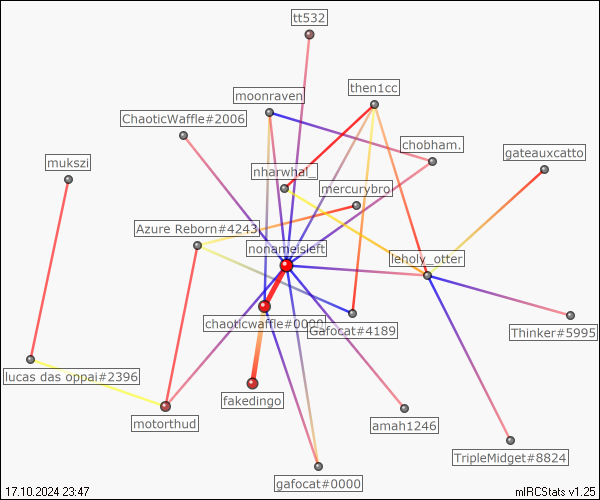 tt532
then1cc
moonraven
ChaoticWaffle#2006
chobham.
gateauxcatto
mukszi
nharwhal_
mercurybro
Azure Reborn#4243
nonameisleft
leholy_otter
chaoticwaffle#0000
Gafocat#4189
Thinker#5995
lucas das oppai#2396
fakedingo
motorthud
amah1246
TripleMidget#8824
gafocat#0000
17.10.2024 23:47
mIRCStats v1.25